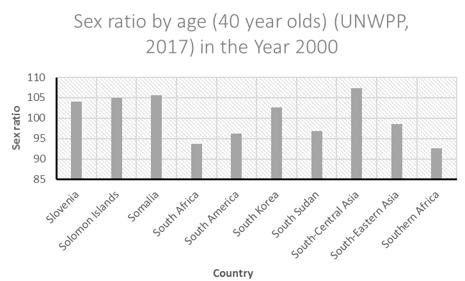 Sex ratio by age (40 year olds) (UNWPP,
2017) in the Year 2000
110
105
100
95
90
85
Sex ratio
Slovenia
Solomon Islands
Somalia
South Africa
South America
South Korea
South Sudan
South-Central Asia
South-Eastern Asia
Southern Africa
Country